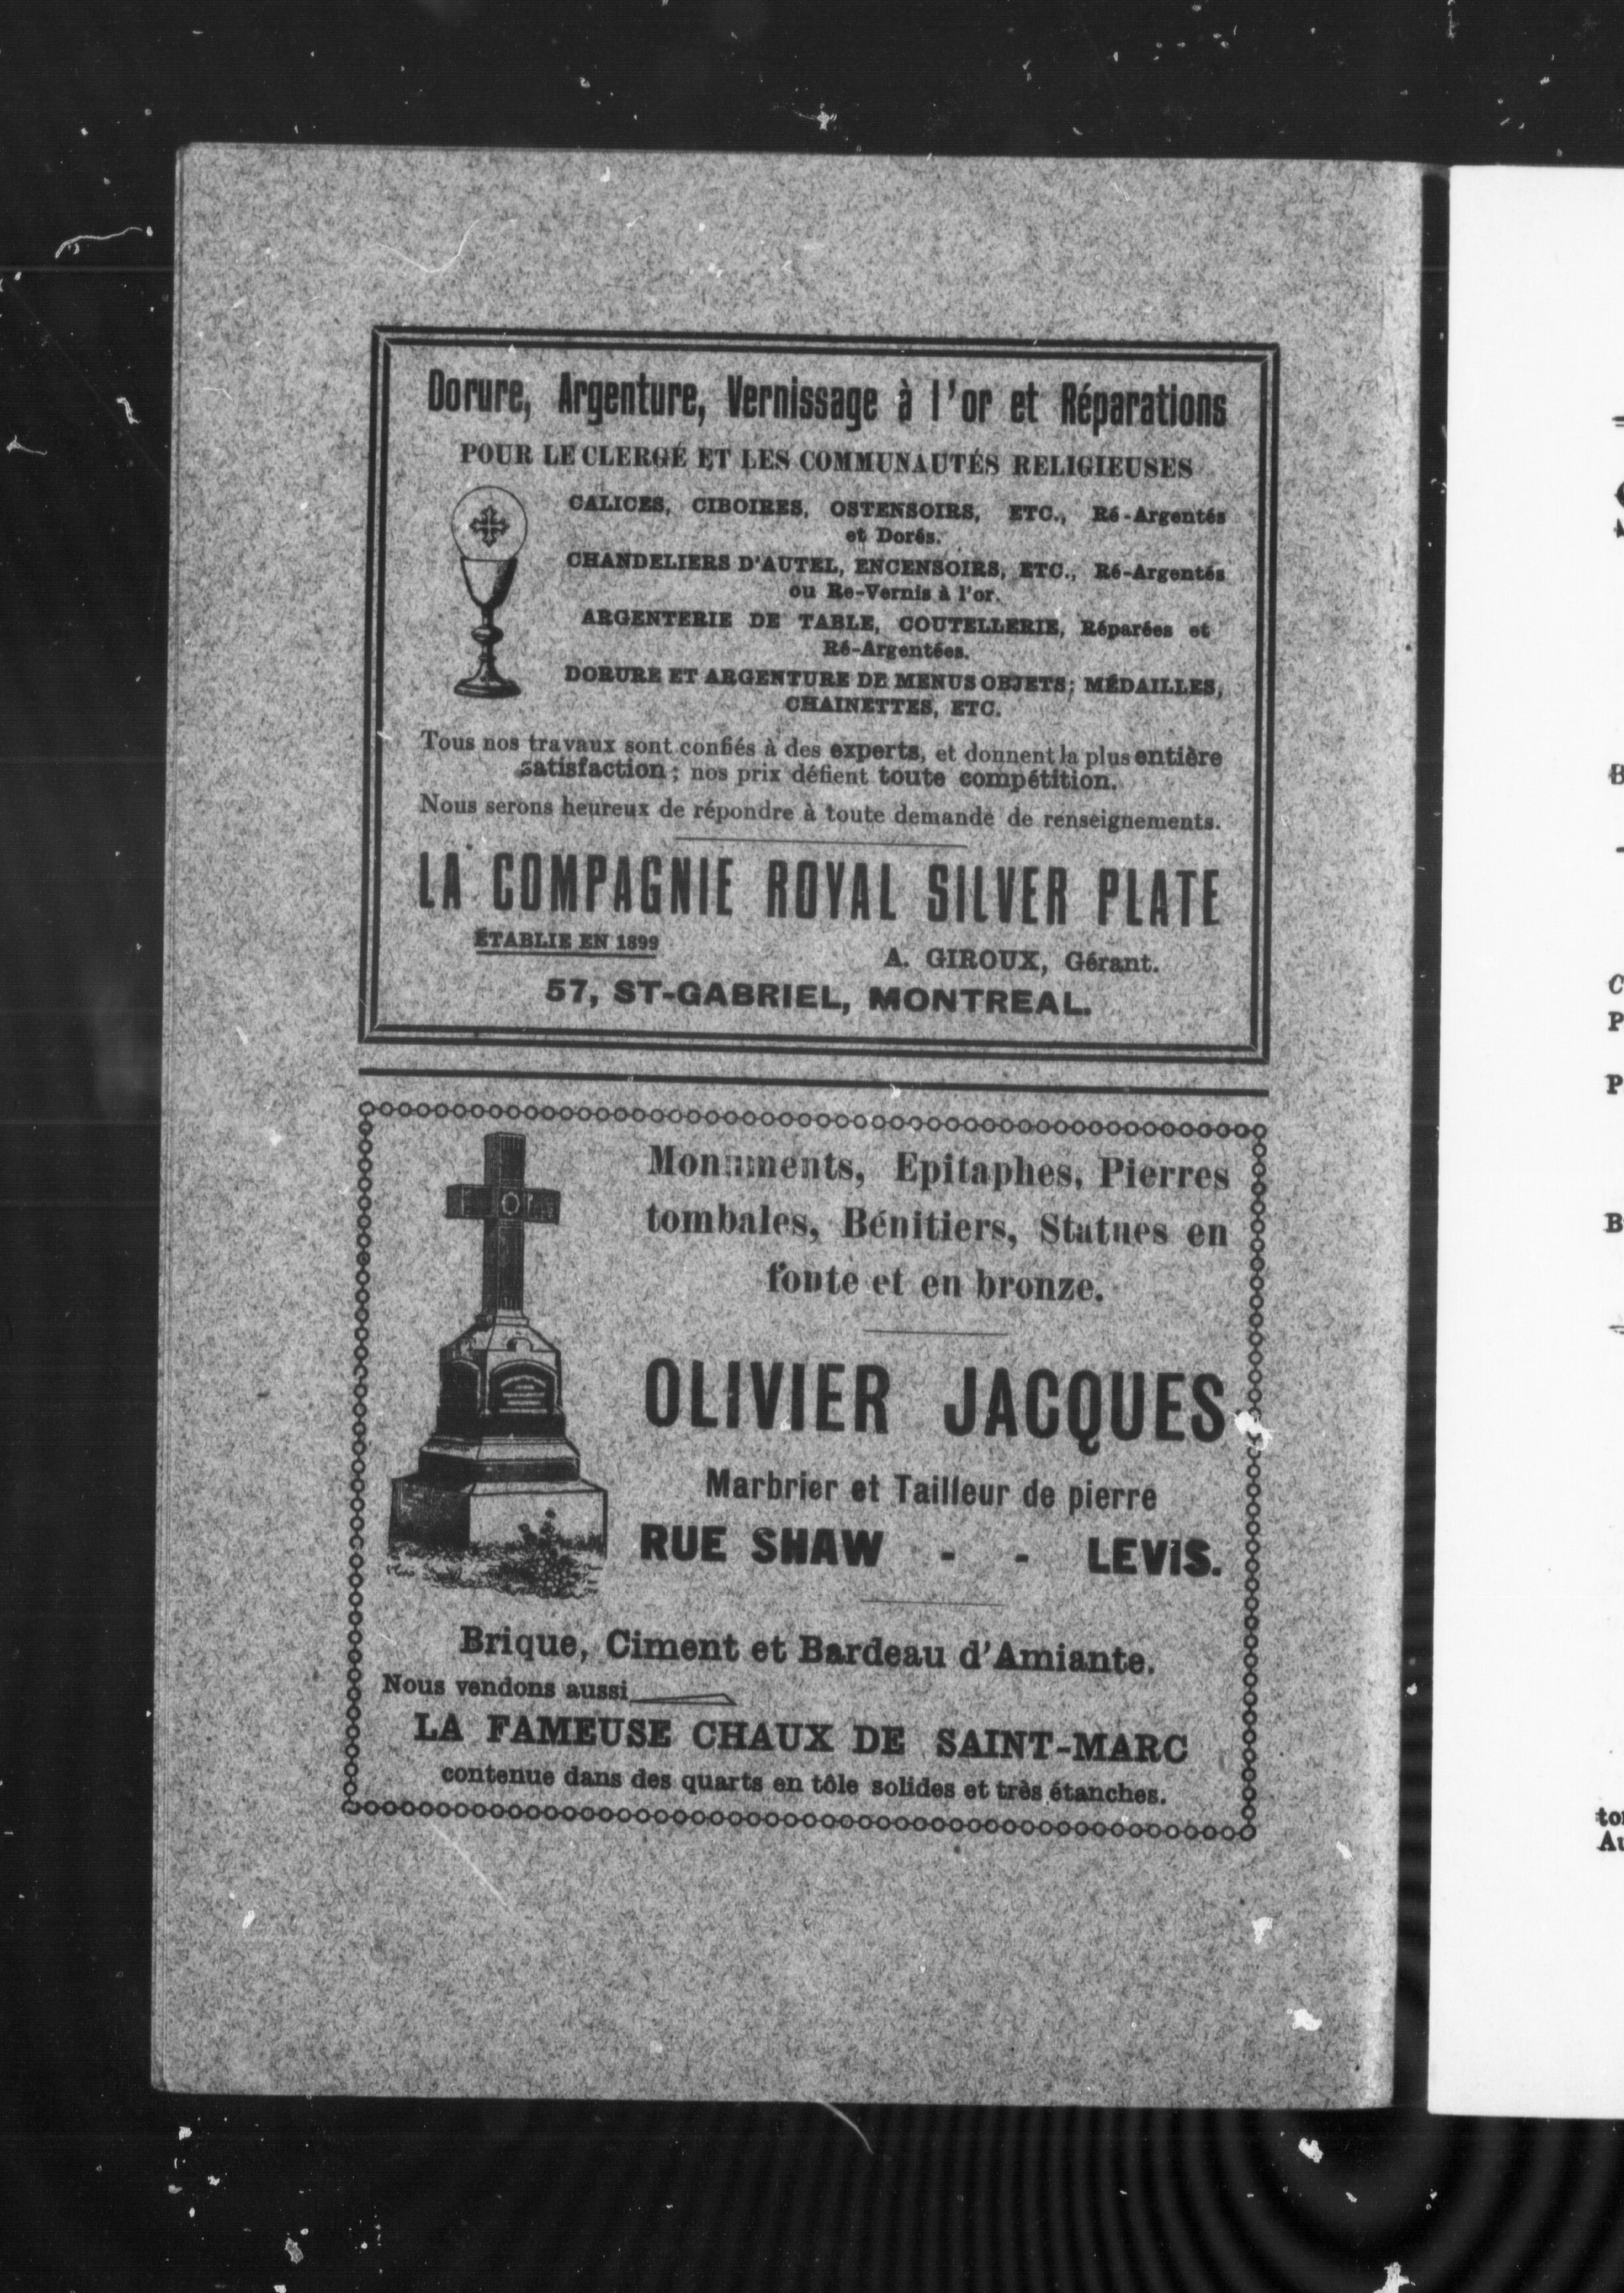 Dorure, Argenture, Vernissage à l'or et Réparations
POUR LE CLERGÉ ET LES COMMUNAUTÉS RELIGIEUSES
CALICES, CIBOIRES, OSTENSOIRS, ETC., Ré-Argentés
et Dorés.
CHANDELIERS D'AUTEL, ENCENSOIRS, ETC., Ré-Argentés
ou Re-Vernis à l'or.
ARGENTERIE DE TABLE, COUTELLERIE, Réparées et
Ré-Argentées.
DORURE ET ARGENTURE DE MENUS OBJETS; MÉDAILLES,
CHAINETTES, ETC.
Tous nos travaux sont confiés à des experts, et donnent la plus entière
satisfaction; nos prix défient toute compétition.
Nous serons heureux de répondre à toute demande de renseignements.
LA COMPAGNIE ROYAL SILVER PLATE
ÉTABLIE EN 1899
A. GIROUX, Gérant.
57, ST-GABRIEL, MONTREAL.
Monuments, Epitaphes, Pierres
tombales, Bénitiers, Statues en
fonte et en bronze.
OLIVIER JACQUES
Marbrier et Tailleur de pierre
RUE SHAW - - LEVIS.
Brique, Ciment et Bardeau d'Amiante.
Nous vendons aussi
LA FAMEUSE CHAUX DE SAINT-MARC
contenue dans des quarts en tôle solides et très étanches.